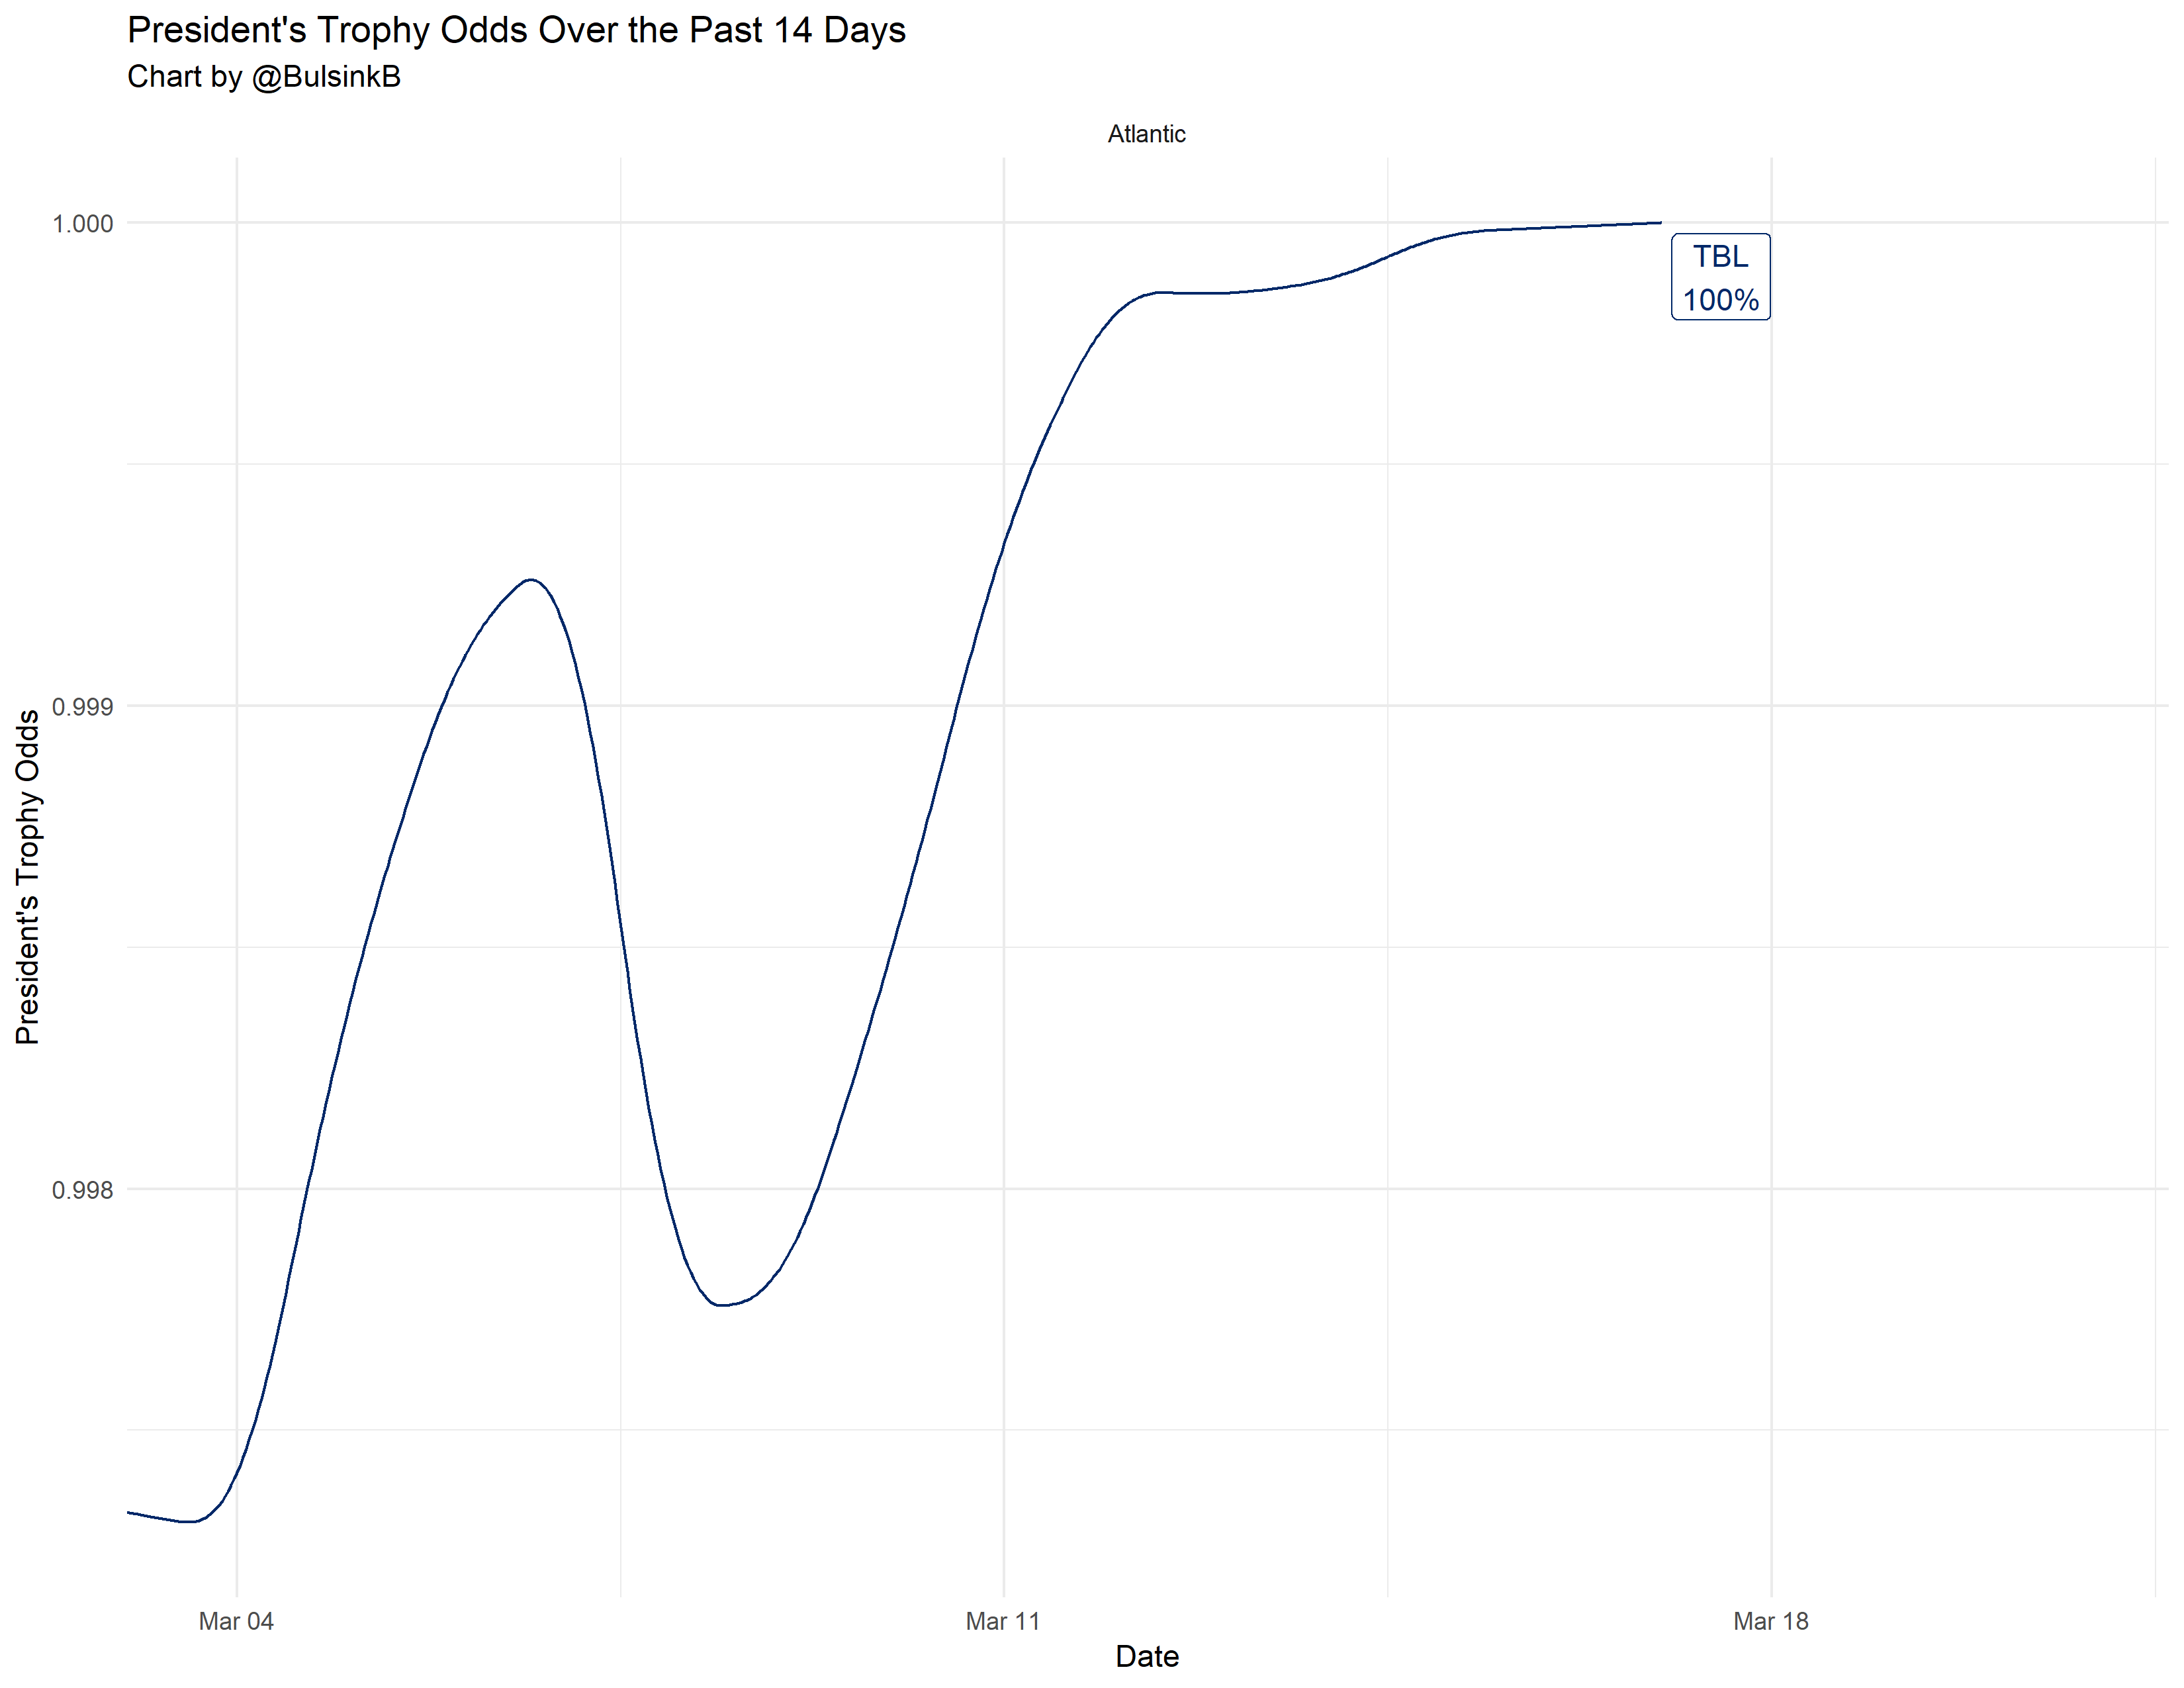 President's Trophy Odds Over the Past 14 Days
Chart by @BulsinkB
Atlantic
1.000
TBL
100%
0.999
President's Trophy Odds
0.998
Mar 04
Mar 11
Mar 18
Date